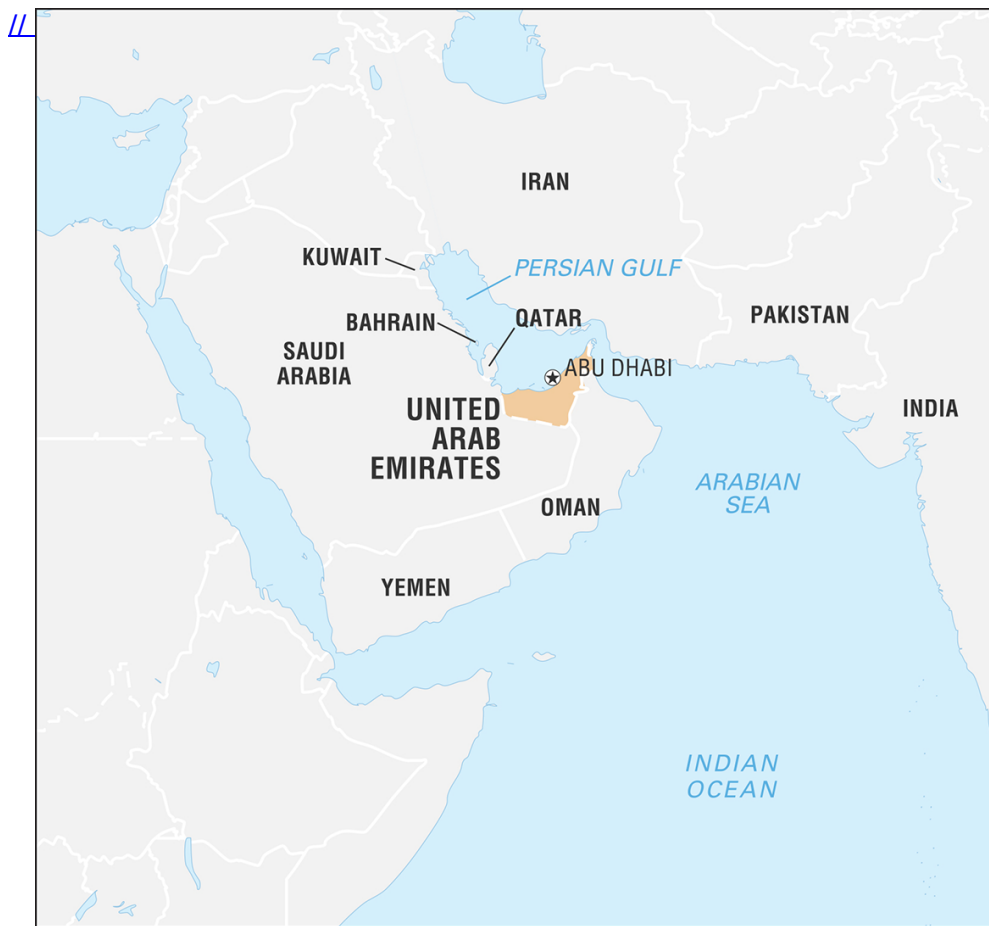 //
IRAN
KUWAIT
PERSIAN GULF
BAHRAIN
QATAR
PAKISTAN
SAUDI
ARABIA
ABU DHABI
UNITED
ARAB
EMIRATES
INDIA
ARABIAN
SEA
OMAN
YEMEN
INDIAN
OCEAN